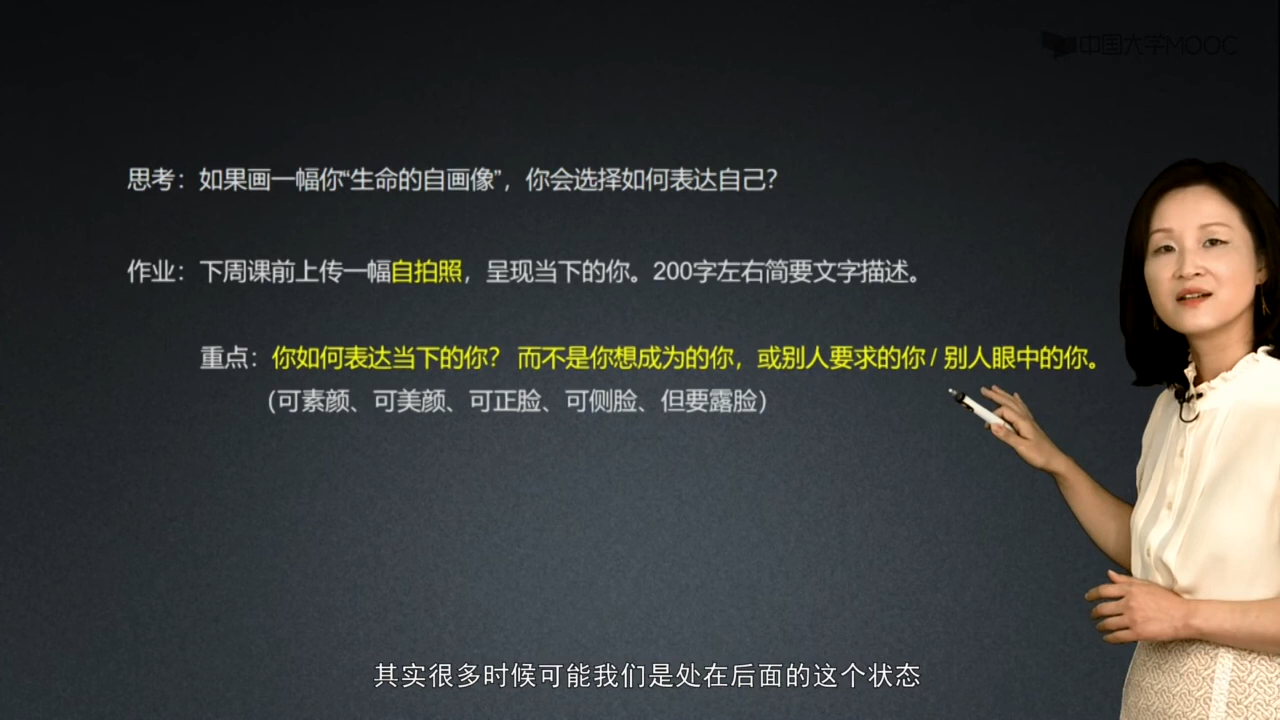 中国大学MOOC
思考：如果画一幅你“生命的自画像”，你会选择如何表达自己？
作业：下周课前上传一幅自拍照，呈现当下的你。200字左右简要文字描述。
重点：你如何表达当下的你？ 而不是你想成为的你，或别人要求的你 / 别人眼中的你。
（可素颜、可美颜、可正脸、可侧脸、但要露脸）
其实很多时候可能我们是处在后面的这个状态